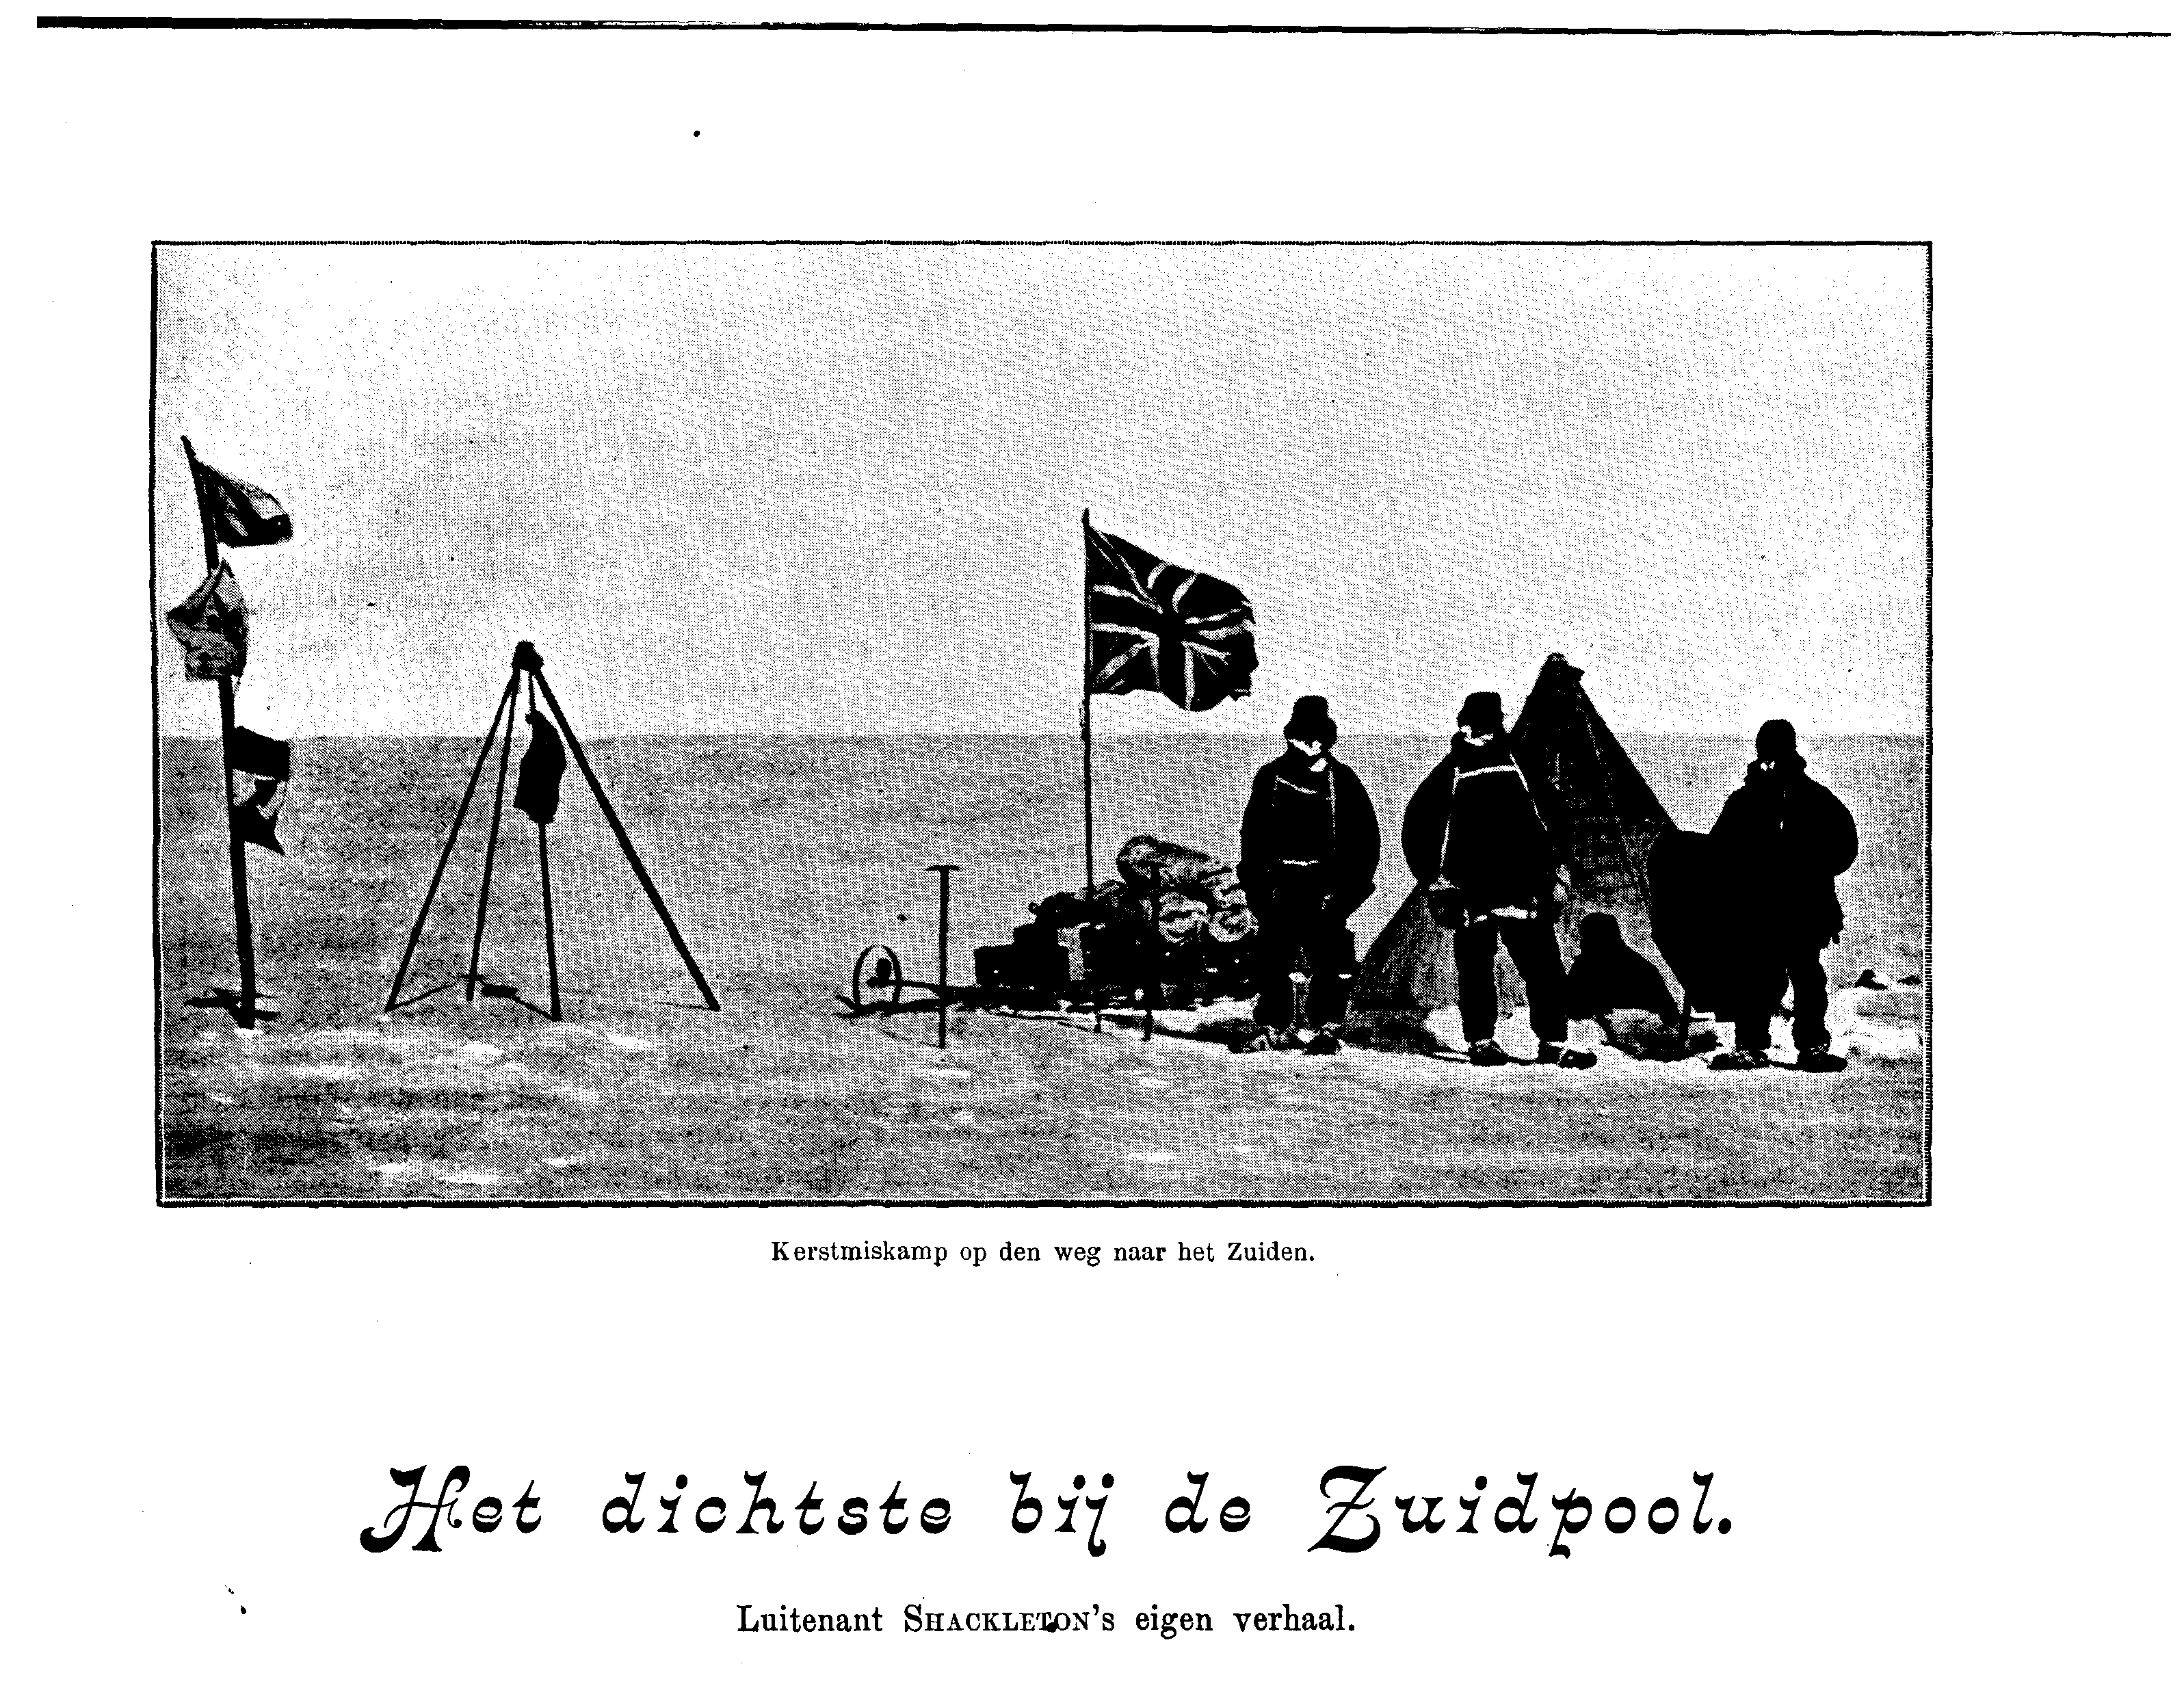 Kerstmiskamp op den weg naar het Zuiden.
Het dichtste bij de Zuidpool.
Luitenant SHACKLETON's eigen verhaal.